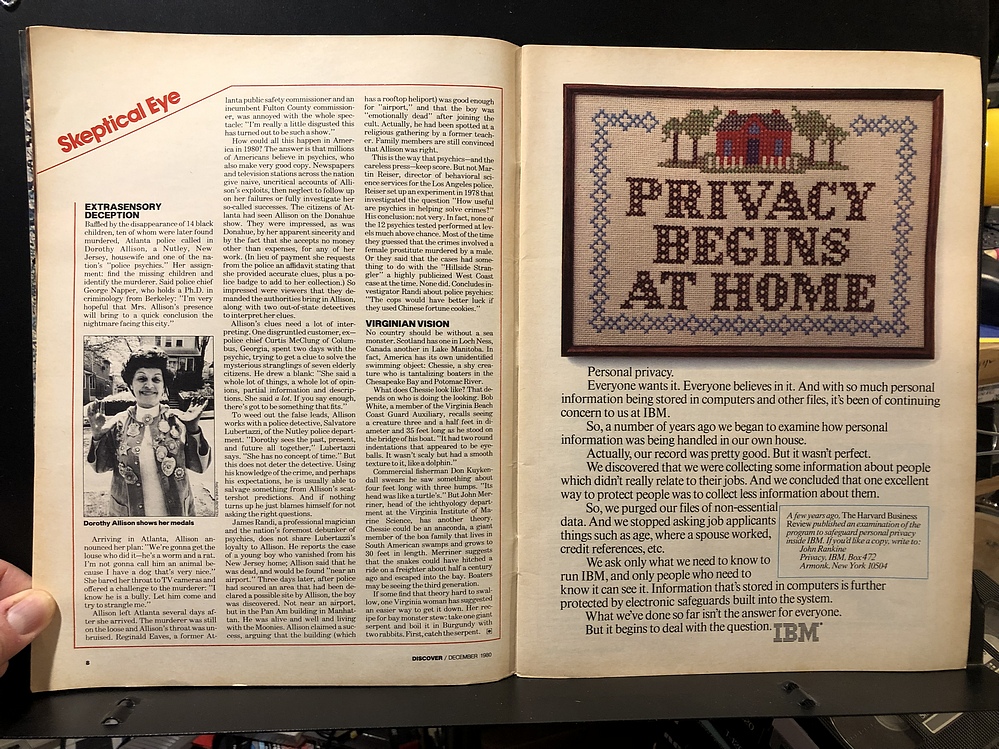 Skeptical Eye
EXTRASENSORY
DECEPTION
Baffled by the disappearance of 14 black
children, ten of whom were later found
murdered, Atlanta police called in
Dorothy Allison, a Nutley, New
Jersey, housewife and one of the na-
tion's "police psychics." Her assign-
ment: find the missing children and
identify the murderer. Said police chief
George Napper, who holds a Ph.D. in
criminology from Berkeley: "I'm very
hopeful that Mrs. Allison's presence
will bring to a quick conclusion the
nightmare facing this city."
Dorothy Allison shows her medals
Arriving in Atlanta, Allison an-
nounced her plan: "We're gonna get the
louse who did it—he's a worm and a rat.
I'm not gonna call him an animal be-
cause I have a dog that's very nice."
She bared her throat to TV cameras and
offered a challenge to the murderer: "I
know he is a bully. Let him come and
try to strangle me."
Allison left Atlanta several days af-
ter she arrived. The murderer was still
on the loose and Allison's throat was un-
bruised. Reginald Eaves, a former At-
lanta public safety commissioner and an
incumbent Fulton County commission-
er, was annoyed with the whole spec-
tacle: "I'm really a little disgusted this
has turned out to be such a show."
How could all this happen in Amer-
ica in 1980? The answer is that millions
of Americans believe in psychics, who
also make very good copy. Newspapers
and television stations across the nation
give naive, uncritical accounts of Alli-
son's exploits, then neglect to follow up
on her failures or fully investigate her
so-called successes. The citizens of At-
lanta had seen Allison on the Donahue
show. They were impressed, as was
Donahue, by her apparent sincerity and
by the fact that she accepts no money
other than expenses, for any of her
work. (In lieu of payment she requests
from the police an affidavit stating that
she provided accurate clues, plus a po-
lice badge to add to her collection.) So
impressed were viewers that they de-
manded the authorities bring in Allison,
along with two out-of-state detectives
to interpret her clues.
Allison's clues need a lot of inter-
preting. One disgruntled customer, ex-
police chief Curtis McClung of Colum-
bus, Georgia, spent two days with the
psychic, trying to get a clue to solve the
mysterious stranglings of seven elderly
citizens. He drew a blank: "She said a
whole lot of things, a whole lot of opin-
ions, partial information and descrip-
tions. She said a lot. If you say enough,
there's got to be something that fits."
To weed out the false leads, Allison
works with a police detective, Salvatore
Lubertazzi, of the Nutley police depart-
ment. "Dorothy sees the past, present,
and future all together," Lubertazzi
says. "She has no concept of time." But
this does not deter the detective. Using
his knowledge of the crime, and perhaps
his expectations, he is usually able to
salvage something from Allison's scat-
tershot predictions. And if nothing
turns up he just blames himself for not
asking the right questions.
James Randi, a professional magician
and the nation's foremost debunker of
psychics, does not share Lubertazzi's
loyalty to Allison. He reports the case
of a young boy who vanished from his
New Jersey home; Allison said that he
was dead, and would be found "near an
airport." Three days later, after police
had scoured an area that had been de-
clared a possible site by Allison, the boy
was discovered. Not near an airport,
but in the Pan Am building in Manhat-
tan. He was alive and well and living
with the Moonies. Allison claimed a suc-
cess, arguing that the building (which
has a rooftop heliport) was good enough
for "airport," and that the boy was
"emotionally dead" after joining the
cult. Actually, he had been spotted at a
religious gathering by a former teach-
er. Family members are still convinced
that Allison was right.
This is the way that psychics—and the
careless press—keep score. But not Mar-
tin Reiser, director of behavioral sci-
ence services for the Los Angeles police.
Reiser set up an experiment in 1978 that
investigated the question "How useful
are psychics in helping solve crimes?"
His conclusion: not very. In fact, none of
the 12 psychics tested performed at lev-
els much above chance. Most of the time
they guessed that the crimes involved a
female prostitute murdered by a male.
Or they said that the cases had some-
thing to do with the "Hillside Stran-
gler" a highly publicized West Coast
case at the time. None did. Concludes in-
vestigator Randi about police psychics:
"The cops would have better luck if
they used Chinese fortune cookies."
VIRGINIAN VISION
No country should be without a sea
monster. Scotland has one in Loch Ness,
Canada another in Lake Manitoba. In
fact, America has its own unidentified
swimming object: Chessie, a shy crea-
ture who is tantalizing boaters in the
Chesapeake Bay and Potomac River.
What does Chessie look like? That de-
pends on who is doing the looking. Bob
White, a member of the Virginia Beach
Coast Guard Auxiliary, recalls seeing
a creature three and a half feet in di-
ameter and 35 feet long as he stood on
the bridge of his boat. "It had two round
indentations that appeared to be eye-
balls. It wasn't scaly but had a smooth
texture to it, like a dolphin."
Commercial fisherman Don Kuyken-
dall swears he saw something about
four feet long with three humps. "Its
head was like a turtle's." But John Mer-
riner, head of the ichthyology depart-
ment at the Virginia Institute of Ma-
rine Science, has another theory.
Chessie could be an anaconda, a giant
member of the boa family that lives in
South American swamps and grows to
30 feet in length. Merriner suggests
that the snakes could have hitched a
ride on a freighter about half a century
ago and escaped into the bay. Boaters
may be seeing the third generation.
If some find that theory hard to swal-
low, one Virginia woman has suggested
an easier way to get it down. Her rec-
ipe for bay monster stew: take one giant
serpent and boil it in Burgundy with
two rabbits. First, catch the serpent.
8
DISCOVER / DECEMBER 1980
PRIVACY
BEGINS
AT HOME
Personal privacy.
Everyone wants it. Everyone believes in it. And with so much personal
information being stored in computers and other files, it's been of continuing
concern to us at IBM.
So, a number of years ago we began to examine how personal
information was being handled in our own house.
Actually, our record was pretty good. But it wasn't perfect.
We discovered that we were collecting some information about people
which didn't really relate to their jobs. And we concluded that one excellent
way to protect people was to collect less information about them.
So, we purged our files of non-essential
data. And we stopped asking job applicants
things such as age, where a spouse worked,
credit references, etc.
We ask only what we need to know to
run IBM, and only people who need to
know it can see it. Information that's stored in computers is further
protected by electronic safeguards built into the system.
What we've done so far isn't the answer for everyone.
But it begins to deal with the question.
IBM
A few years ago, The Harvard Business
Review published an examination of the
program to safeguard personal privacy
inside IBM. If you'd like a copy, write to:
John Rankine
Privacy, IBM, Box 472
Armonk, New York 10504